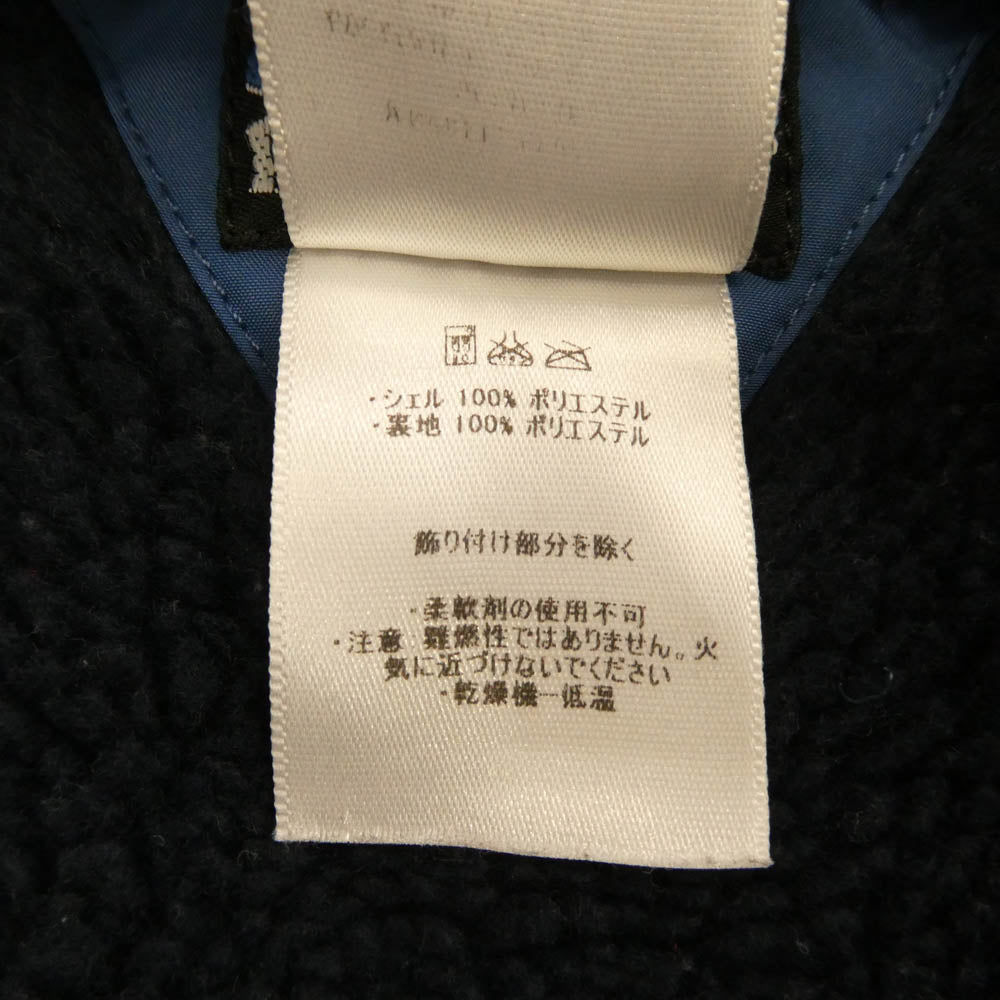 ・シェル 100% ポリエステル
・裏地 100% ポリエステル
飾り付け部分を除く
・柔軟剤の使用不可
・注意 難燃性ではありません。火
気に近づけないでください
・乾燥機ー低温